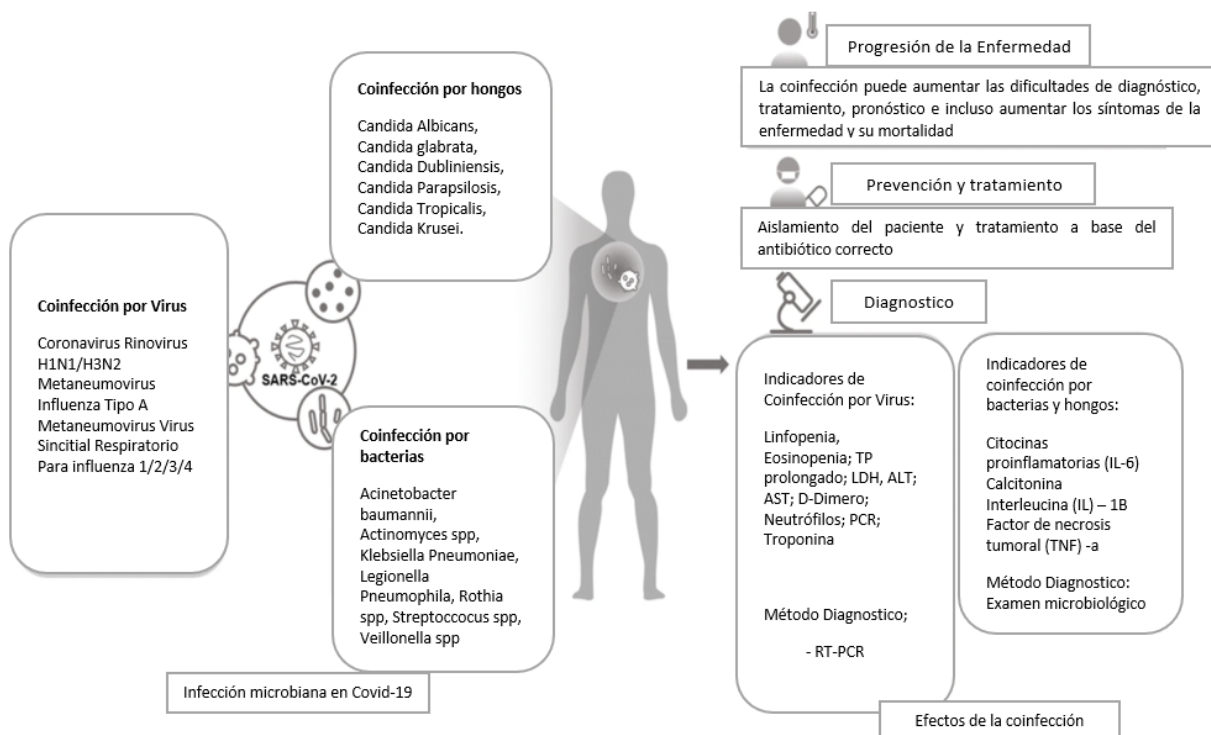 Coinfección por Virus
Coronavirus Rinovirus
H1N1/H3N2
Metaneumovirus
Influenza Tipo A
Metaneumovirus Virus
Sincitial Respiratorio
Para influenza 1/2/3/4
SARS-CoV-2
Coinfección por hongos
Candida Albicans,
Candida glabrata,
Candida Dubliniensis,
Candida Parapsilosis,
Candida Tropicalis,
Candida Krusei.
Coinfección por
bacterias
Acinetobacter
baumannii,
Actinomyces spp,
Klebsiella Pneumoniae,
Legionella
Pneumophila, Rothia
spp, Streptoccocus spp,
Veillonella spp
Infección microbiana en Covid-19
Progresión de la Enfermedad
La coinfección puede aumentar las dificultades de diagnóstico,
tratamiento, pronóstico e incluso aumentar los síntomas de la
enfermedad y su mortalidad
Prevención y tratamiento
Aislamiento del paciente y tratamiento a base del
antibiótico correcto
Diagnostico
Indicadores de
Coinfección por Virus:
Linfopenia,
Eosinopenia; TP
prolongado; LDH, ALT;
AST; D-Dimero;
Neutrófilos; PCR;
Troponina
Método Diagnostico;
- RT-PCR
Indicadores de
coinfección por
bacterias y hongos:
Citocinas
proinflamatorias (IL-6)
Calcitonina
Interleucina (IL) – 1B
Factor de necrosis
tumoral (TNF) -a
Método Diagnostico:
Examen microbiológico
Efectos de la coinfección